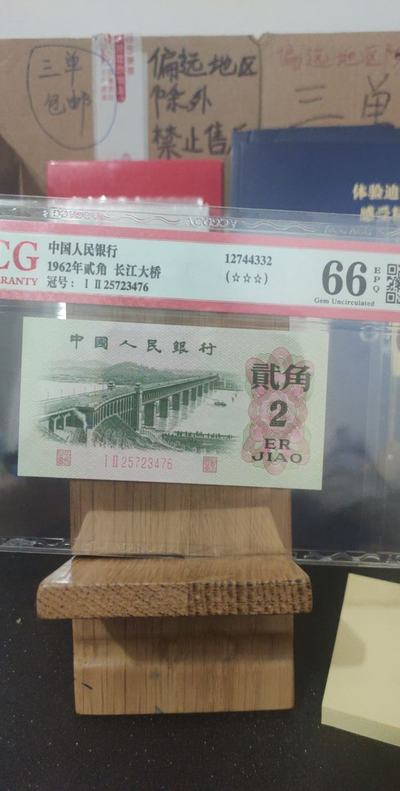 三单
包邮
偏远地区
除外
禁止售后
偏远地区
三单
体验
感受
CG
RRANTY
中国人民银行
1962年贰角 长江大桥
冠号: I II 25723476
12744332
(☆☆☆)
66
EPQ
Gem Uncirculated
中國人民銀行
貳角
2
ER
JIAO
I II 25723476